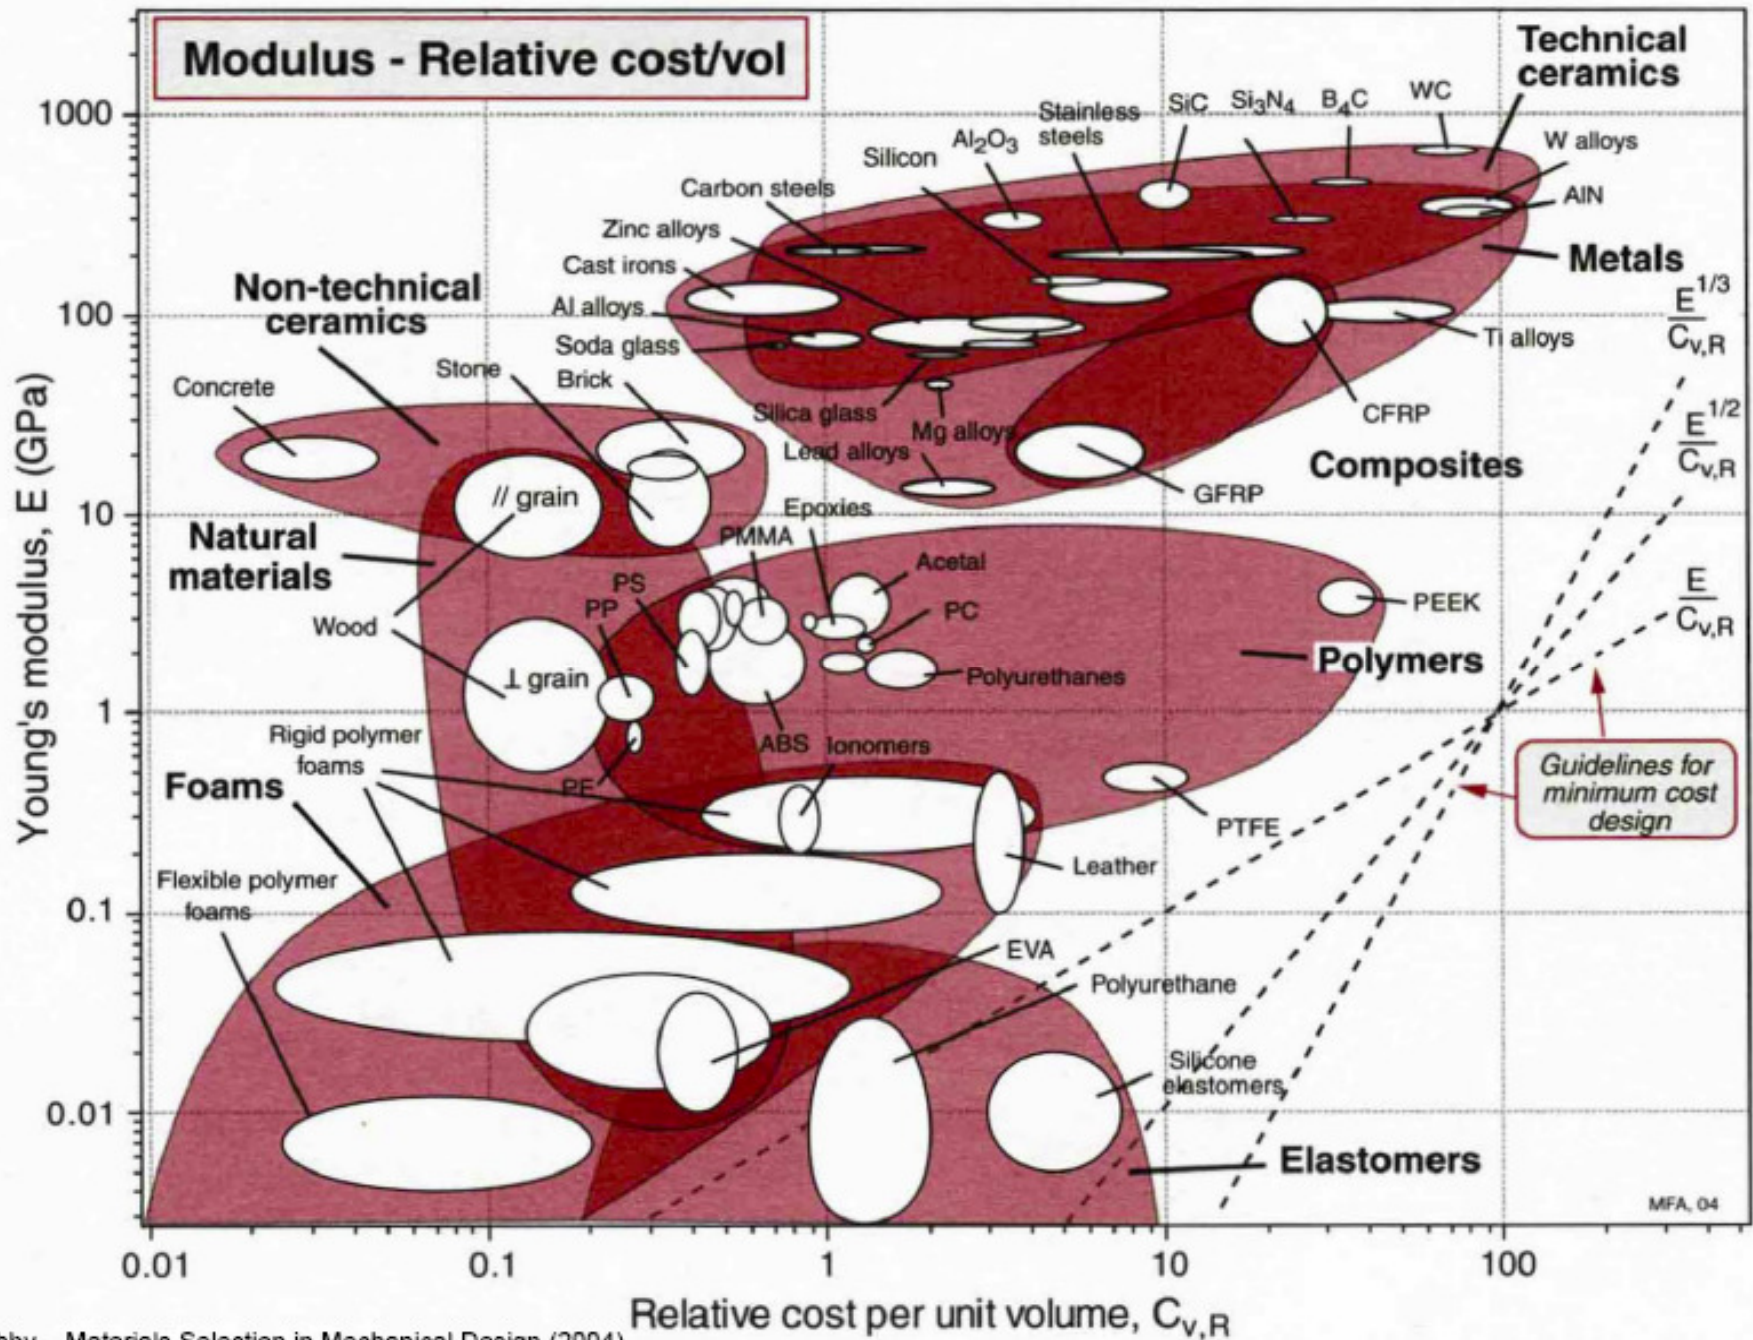 Modulus - Relative cost/vol
Technical
ceramics
1000
100
10
1
0.1
0.01
Young's modulus, E (GPa)
Stainless
steels
SiC
Si3N4
B4C
WC
W alloys
AlN
Al2O3
Silicon
Carbon steels
Zinc alloys
Cast irons
Al alloys
Soda glass
Metals
Non-technical
ceramics
Stone
Brick
Concrete
Silica glass
Mg alloys
Lead alloys
Ti alloys
CFRP
GFRP
Composites
E^1/3
Cv,R
E^1/2
Cv,R
E
Cv,R
// grain
Natural
materials
Wood
⊥ grain
Epoxies
PMMA
PS
PP
PE
ABS
Acetal
PC
Polyurethanes
PEEK
Polymers
Ionomers
PTFE
Leather
Rigid polymer
foams
Foams
Flexible polymer
foams
EVA
Polyurethane
Silicone
elastomers
Elastomers
Guidelines for
minimum cost
design
MFA, 04
0.01
0.1
1
10
100
Relative cost per unit volume, Cv,R
Materials Selection in Mechanical Design (2004)